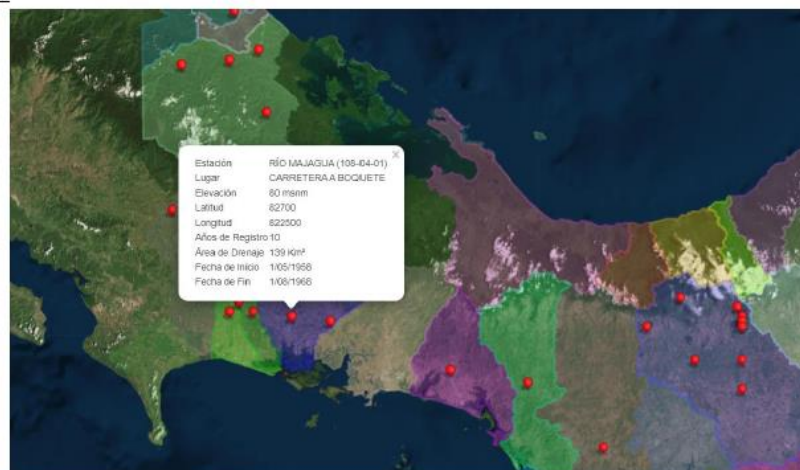 Estación RÍO MAJAGUA (108-04-01)
Lugar CARRETERA A BOQUETE
Elevación 80 msnm
Latitud 82700
Longitud 822500
Años de Registro 10
Área de Drenaje 139 Km²
Fecha de Inicio 1/05/1958
Fecha de Fin 1/08/1968